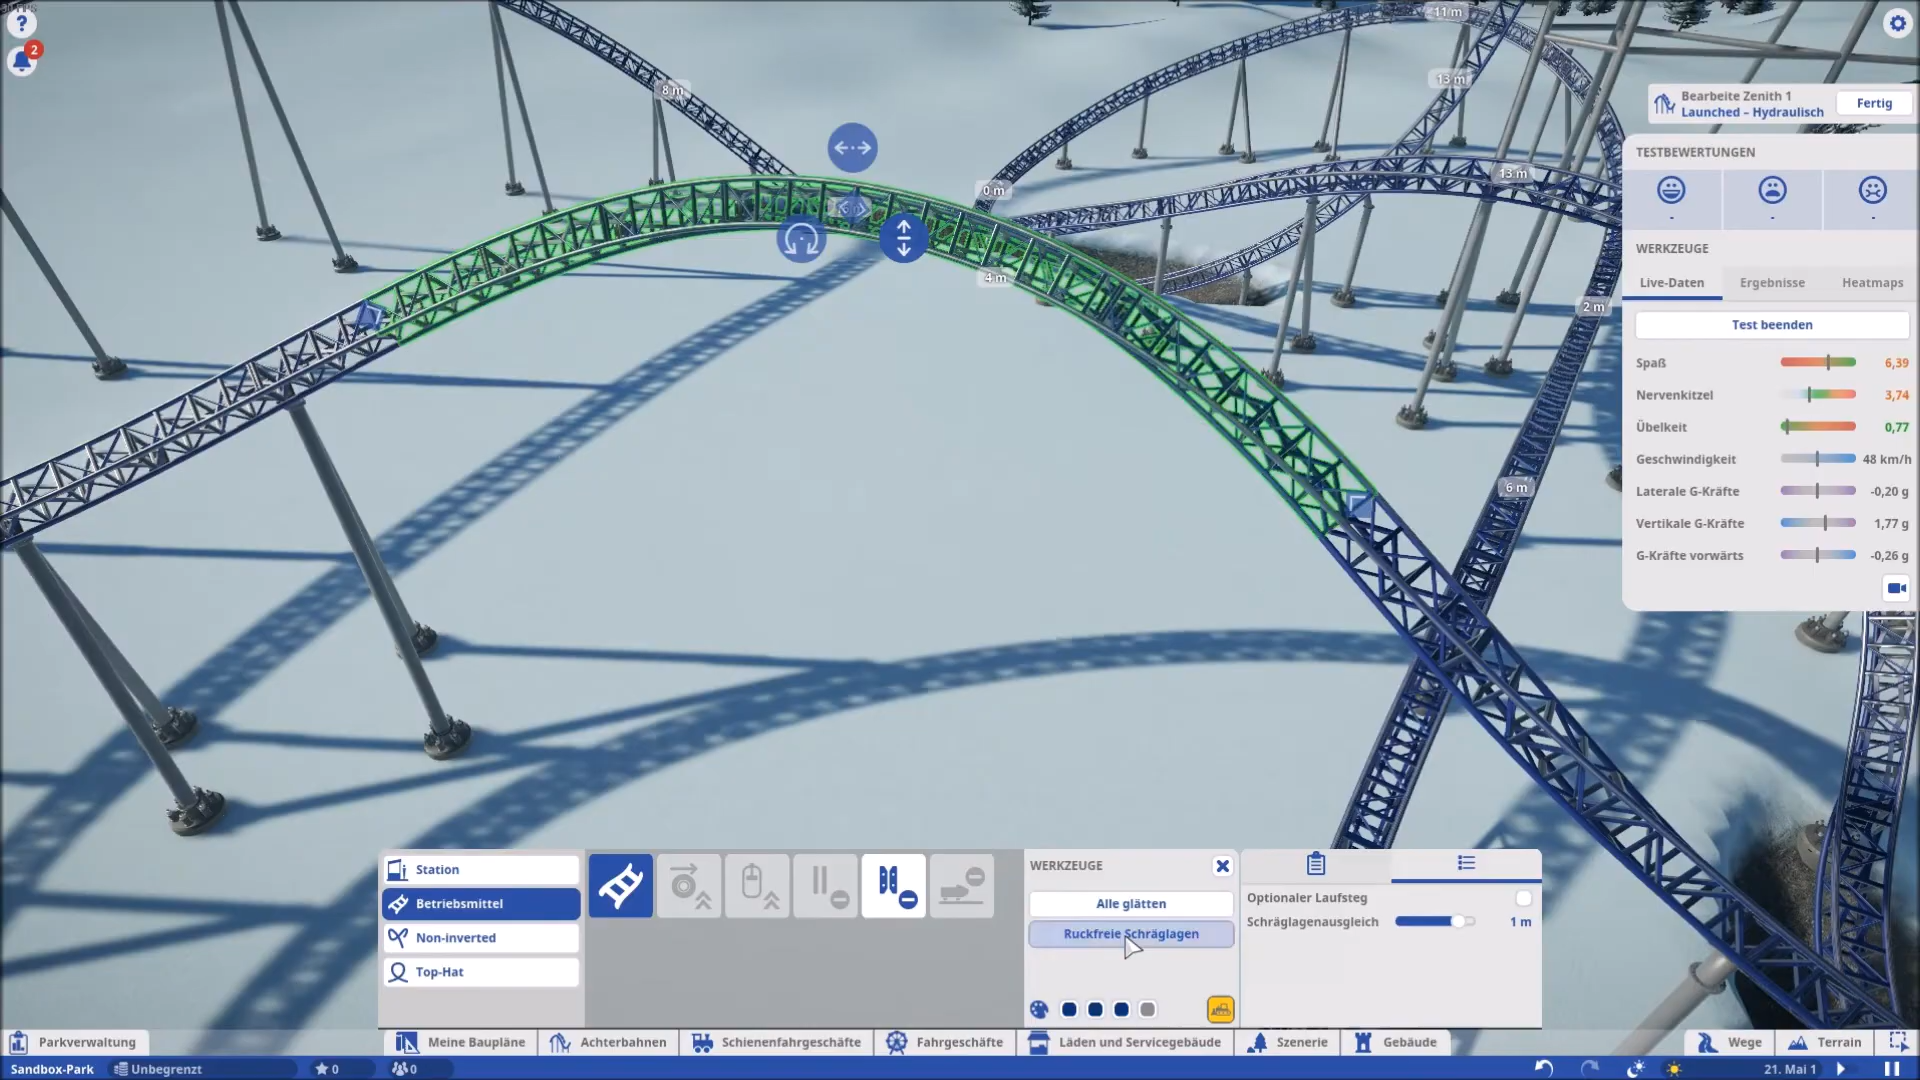 ?
2
11 m
13 m
8 m
0 m
13 m
4 m
2 m
6 m
Bearbeite Zenith 1
Launched – Hydraulisch
Fertig
TESTBEWERTUNGEN
- - -
WERKZEUGE
Live-Daten Ergebnisse Heatmaps
Test beenden
Spaß 6,39
Nervenkitzel 3,74
Übelkeit 0,77
Geschwindigkeit 48 km/h
Laterale G-Kräfte -0,20 g
Vertikale G-Kräfte 1,77 g
G-Kräfte vorwärts -0,26 g
Station
Betriebsmittel
Non-inverted
Top-Hat
WERKZEUGE
Alle glätten
Ruckfreie Schräglagen
Optionaler Laufsteg
Schräglagenausgleich 1 m
Parkverwaltung
Meine Baupläne
Achterbahnen
Schienenfahrgeschäfte
Fahrgeschäfte
Läden und Servicegebäude
Szenerie
Gebäude
Wege
Terrain
Sandbox-Park
Unbegrenzt
0
0
21. Mai 1